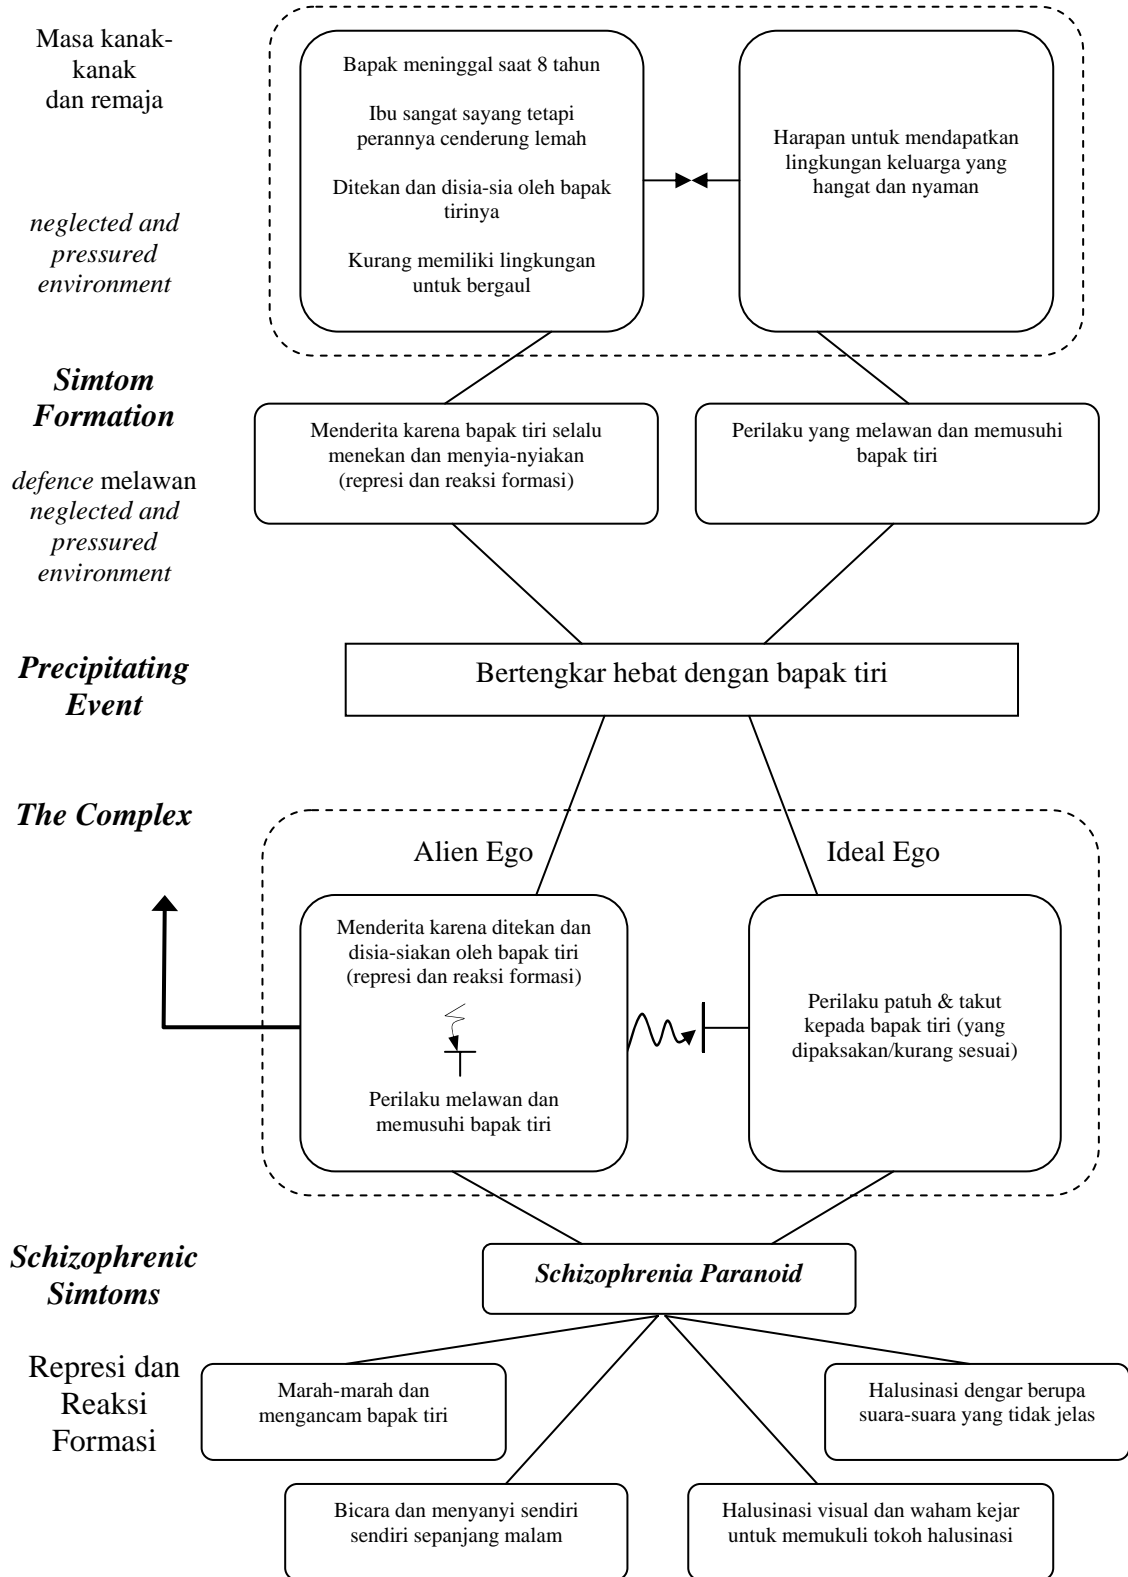 Masa kanak-
kanak
dan remaja
Bapak meninggal saat 8 tahun
Ibu sangat sayang tetapi
perannya cenderung lemah
Ditekan dan disia-sia oleh bapak
tirinya
Kurang memiliki lingkungan
untuk bergaul
Harapan untuk mendapatkan
lingkungan keluarga yang
hangat dan nyaman
neglected and
pressured
environment
Simtom
Formation
Menderita karena bapak tiri selalu
menekan dan menyia-nyiakan
(represi dan reaksi formasi)
Perilaku yang melawan dan memusuhi
bapak tiri
defence melawan
neglected and
pressured
environment
Precipitating
Event
Bertengkar hebat dengan bapak tiri
The Complex
Alien Ego
Ideal Ego
Menderita karena ditekan dan
disia-siakan oleh bapak tiri
(represi dan reaksi formasi)
Perilaku melawan dan
memusuhi bapak tiri
Perilaku patuh & takut
kepada bapak tiri (yang
dipaksakan/kurang sesuai)
Schizophrenic
Simtoms
Schizophrenia Paranoid
Represi dan
Reaksi
Formasi
Marah-marah dan
mengancam bapak tiri
Halusinasi dengar berupa
suara-suara yang tidak jelas
Bicara dan menyanyi sendiri
sendiri sepanjang malam
Halusinasi visual dan waham kejar
untuk memukuli tokoh halusinasi